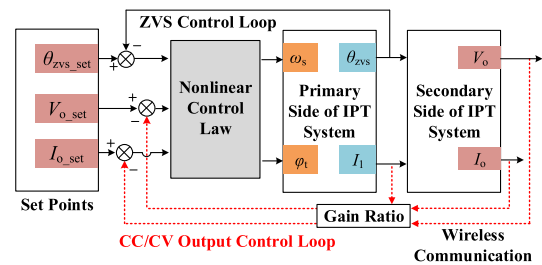 ZVS Control Loop
−
θzvs_set
+
Nonlinear
Control
Law
ωs
θzvs
Vo
Primary
Side of IPT
System
Secondary
Side of IPT
System
Vo_set
+
−
Io_set
+
−
φt
I1
Io
Set Points
Gain Ratio
CC/CV Output Control Loop
Wireless
Communication